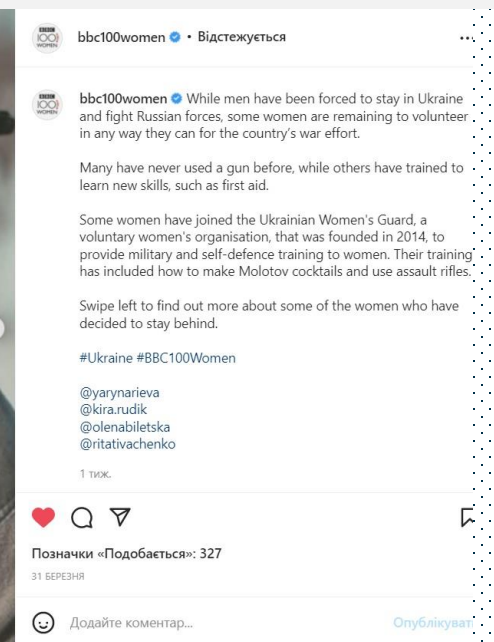 BBC
100
WOMEN
bbc100women • Відстежується
BBC
100
WOMEN
bbc100women While men have been forced to stay in Ukraine
and fight Russian forces, some women are remaining to volunteer
in any way they can for the country's war effort.
Many have never used a gun before, while others have trained to
learn new skills, such as first aid.
Some women have joined the Ukrainian Women's Guard, a
voluntary women's organisation, that was founded in 2014, to
provide military and self-defence training to women. Their training
has included how to make Molotov cocktails and use assault rifles.
Swipe left to find out more about some of the women who have
decided to stay behind.
#Ukraine #BBC100Women
@yarynarieva
@kira.rudik
@olenabiletska
@ritativachenko
1 тиж.
Позначки «Подобається»: 327
31 БЕРЕЗНЯ
Додайте коментар...
Опублікуват